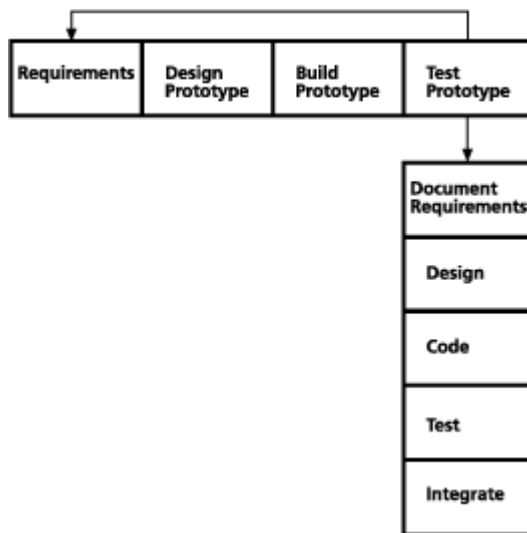 Requirements
Design
Prototype
Build
Prototype
Test
Prototype
Document
Requirements
Design
Code
Test
Integrate